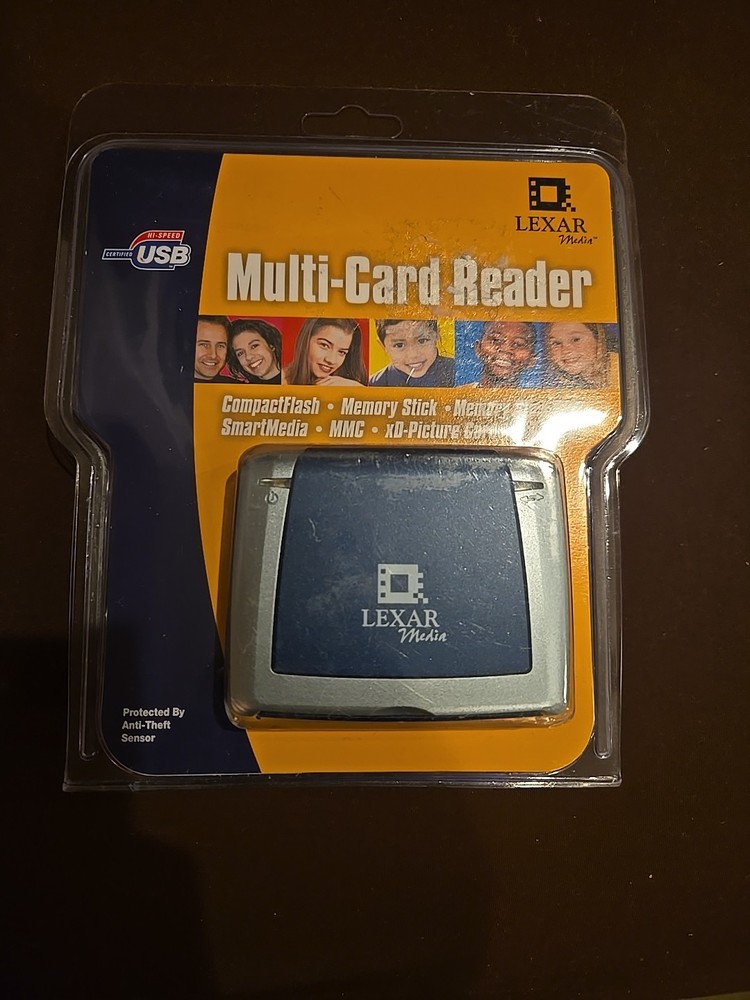 HI-SPEED
CERTIFIED USB
LEXAR
Media™
Multi-Card Reader
CompactFlash • Memory Stick •
SmartMedia • MMC • xD-Picture
LEXAR
Media
Protected By
Anti-Theft
Sensor